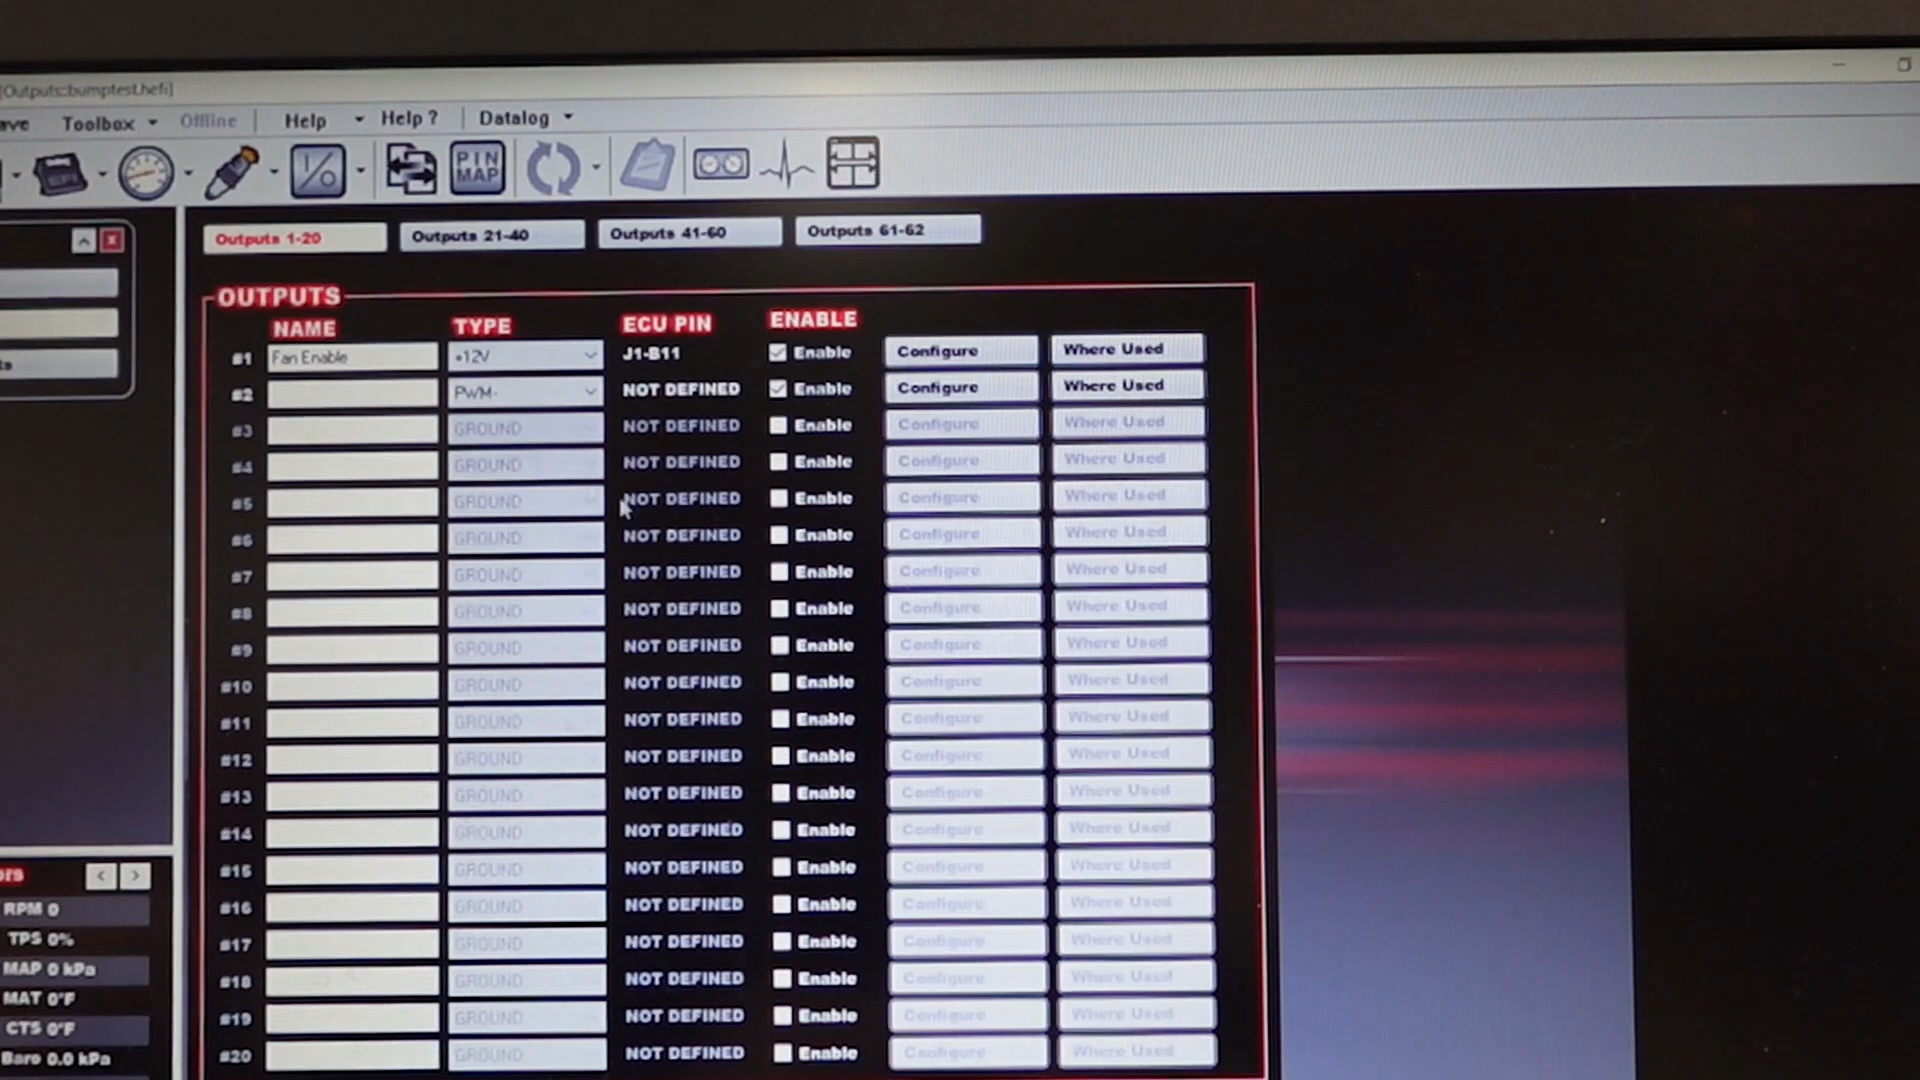 [Outputs::bumptest.hefi]
Toolbox Offline Help Help ? Datalog
I/O PIN MAP
Outputs 1-20 Outputs 21-40 Outputs 41-60 Outputs 61-62
OUTPUTS
NAME TYPE ECU PIN ENABLE
#1 Fan Enable +12V J1-B11 Enable Configure Where Used
#2 PWM- NOT DEFINED Enable Configure Where Used
#3 GROUND NOT DEFINED Enable Configure Where Used
#4 GROUND NOT DEFINED Enable Configure Where Used
#5 GROUND NOT DEFINED Enable Configure Where Used
#6 GROUND NOT DEFINED Enable Configure Where Used
#7 GROUND NOT DEFINED Enable Configure Where Used
#8 GROUND NOT DEFINED Enable Configure Where Used
#9 GROUND NOT DEFINED Enable Configure Where Used
#10 GROUND NOT DEFINED Enable Configure Where Used
#11 GROUND NOT DEFINED Enable Configure Where Used
#12 GROUND NOT DEFINED Enable Configure Where Used
#13 GROUND NOT DEFINED Enable Configure Where Used
#14 GROUND NOT DEFINED Enable Configure Where Used
#15 GROUND NOT DEFINED Enable Configure Where Used
#16 GROUND NOT DEFINED Enable Configure Where Used
#17 GROUND NOT DEFINED Enable Configure Where Used
#18 GROUND NOT DEFINED Enable Configure Where Used
#19 GROUND NOT DEFINED Enable Configure Where Used
#20 GROUND NOT DEFINED Enable Configure Where Used
RPM 0
TPS 0%
MAP 0 kPa
MAT 0°F
CTS 0°F
Baro 0.0 kPa